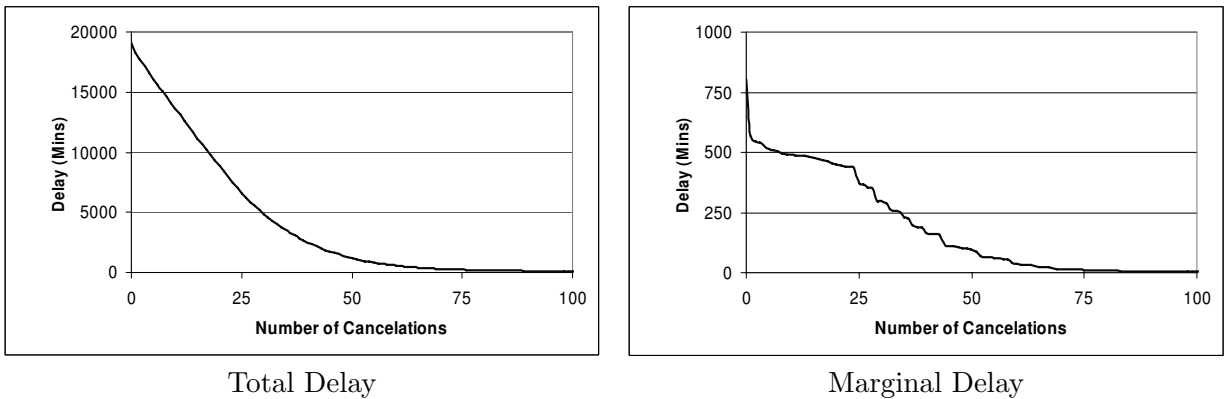 20000
15000
10000
5000
0
Delay (Mins)
0 25 50 75 100
Number of Cancelations
Total Delay
1000
750
500
250
0
Delay (Mins)
0 25 50 75 100
Number of Cancelations
Marginal Delay